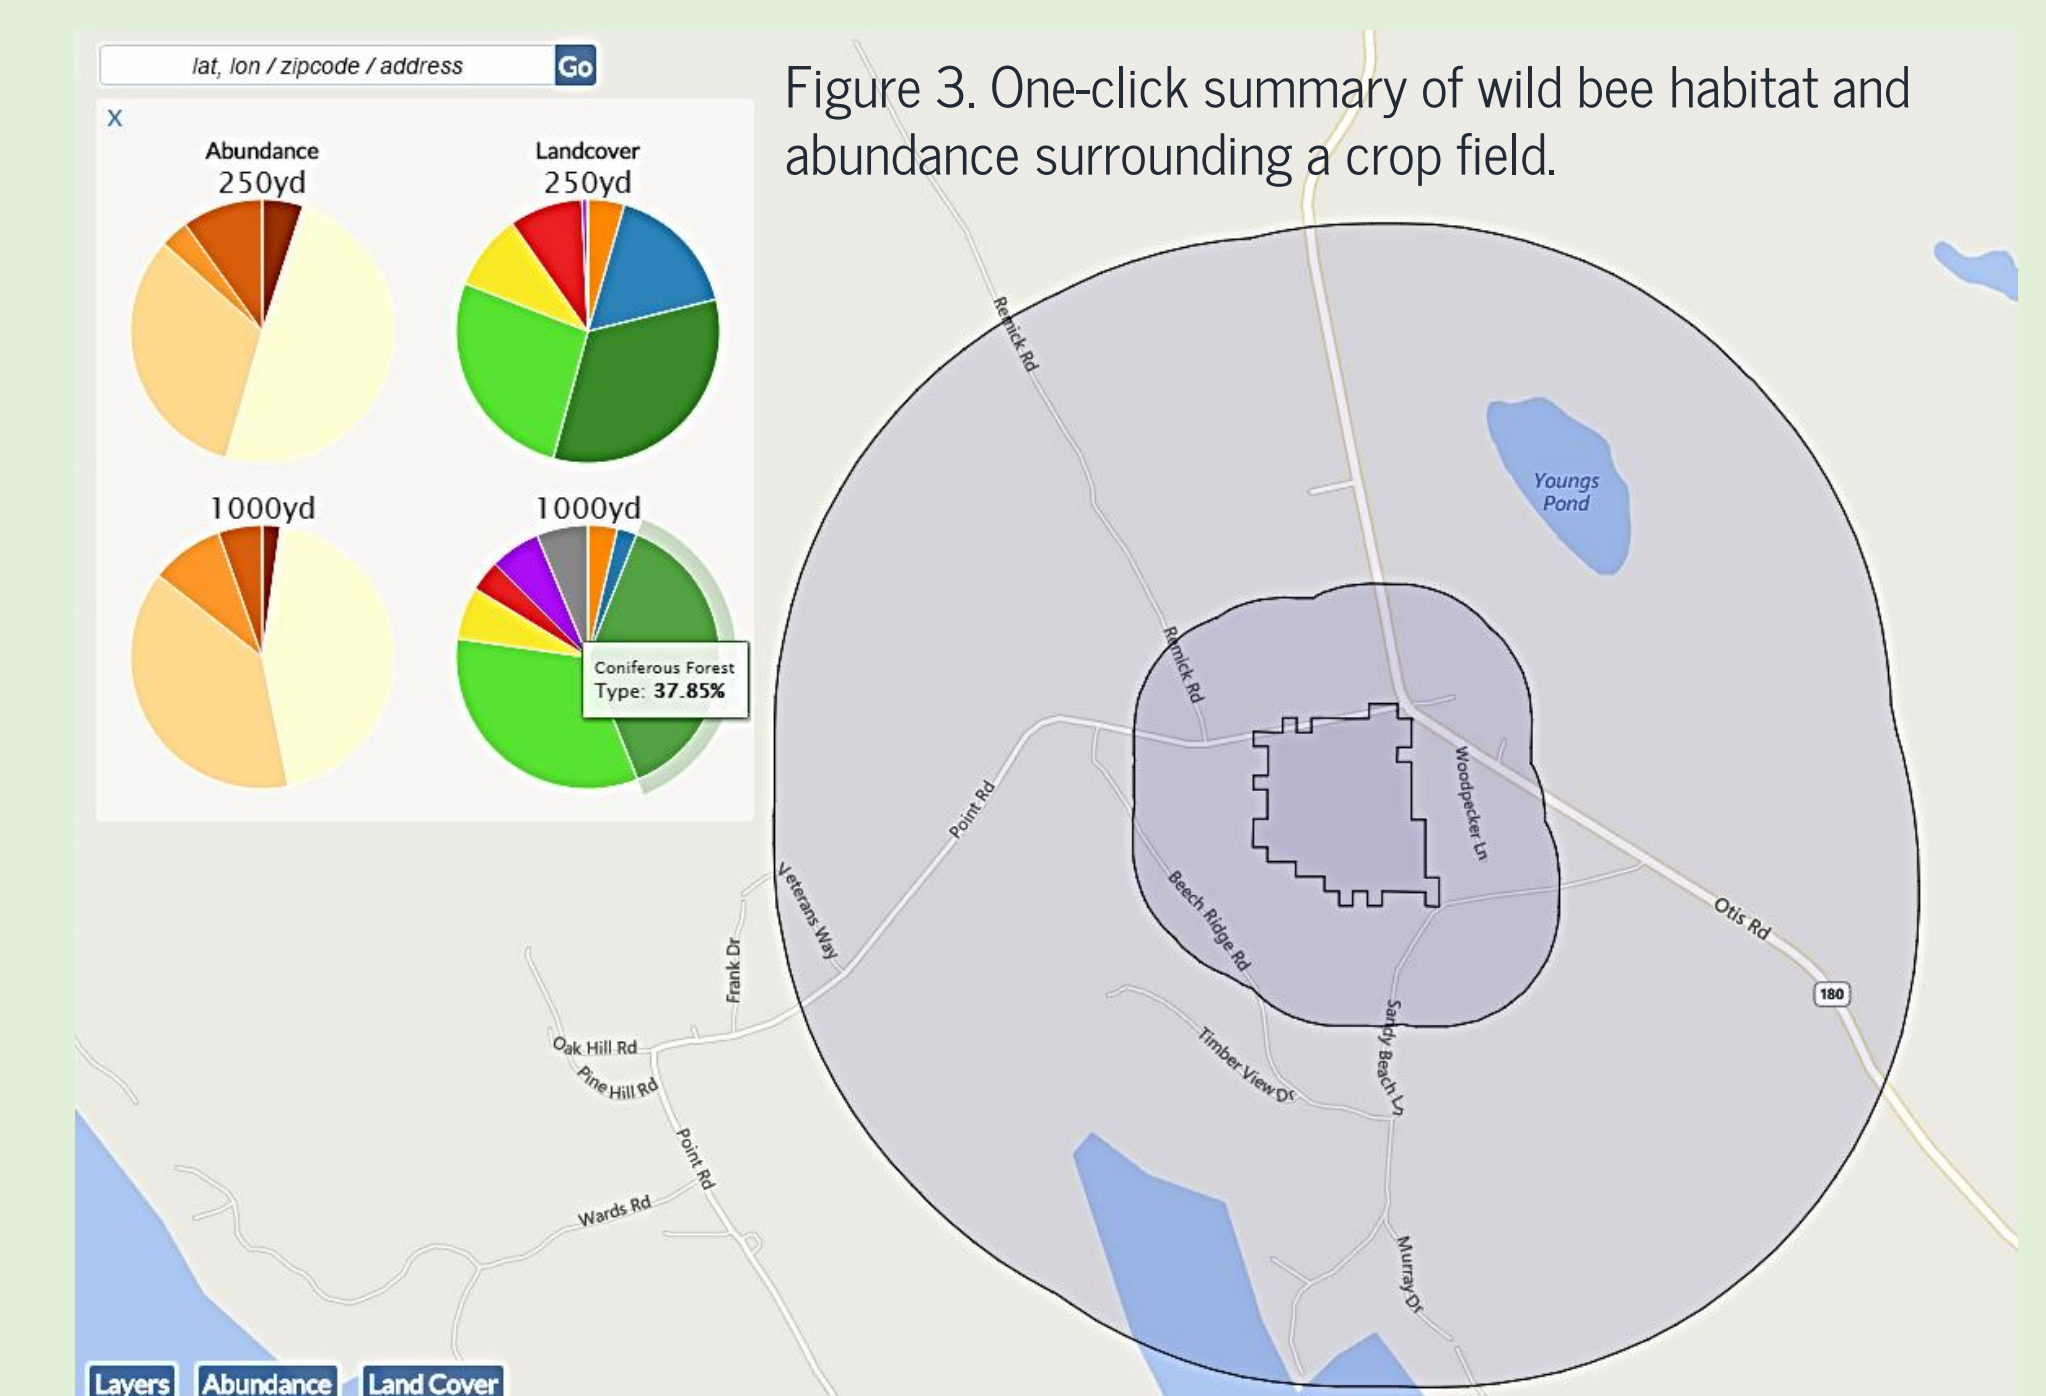 lat, lon / zipcode / address
Go
Figure 3. One-click summary of wild bee habitat and
abundance surrounding a crop field.
X
Abundance
250yd
Landcover
250yd
1000yd
1000yd
Coniferous Forest
Type: 37.85%
Remick Rd
Youngs
Pond
Remick Rd
Woodpecker Ln
Point Rd
Veterans Way
Beech Ridge Rd
Otis Rd
Frank Dr
180
Sandy Beach Ln
Oak Hill Rd
Timber View Dr
Pine Hill Rd
Point Rd
Wards Rd
Murray Dr
Layers
Abundance
Land Cover